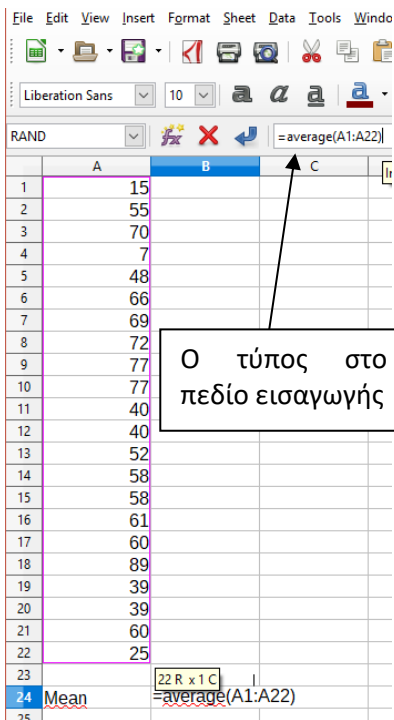 File Edit View Insert Format Sheet Data Tools Windo
Liberation Sans 10 a a a a
RAND fx =average(A1:A22)
A B C
1 15
2 55
3 70
4 7
5 48
6 66
7 69
8 72
9 77
10 77
11 40
12 40
13 52
14 58
15 58
16 61
17 60
18 89
19 39
20 39
21 60
22 25
23 22 R x 1 C
24 Mean =average(A1:A22)
25
Ο τύπος στο
πεδίο εισαγωγής